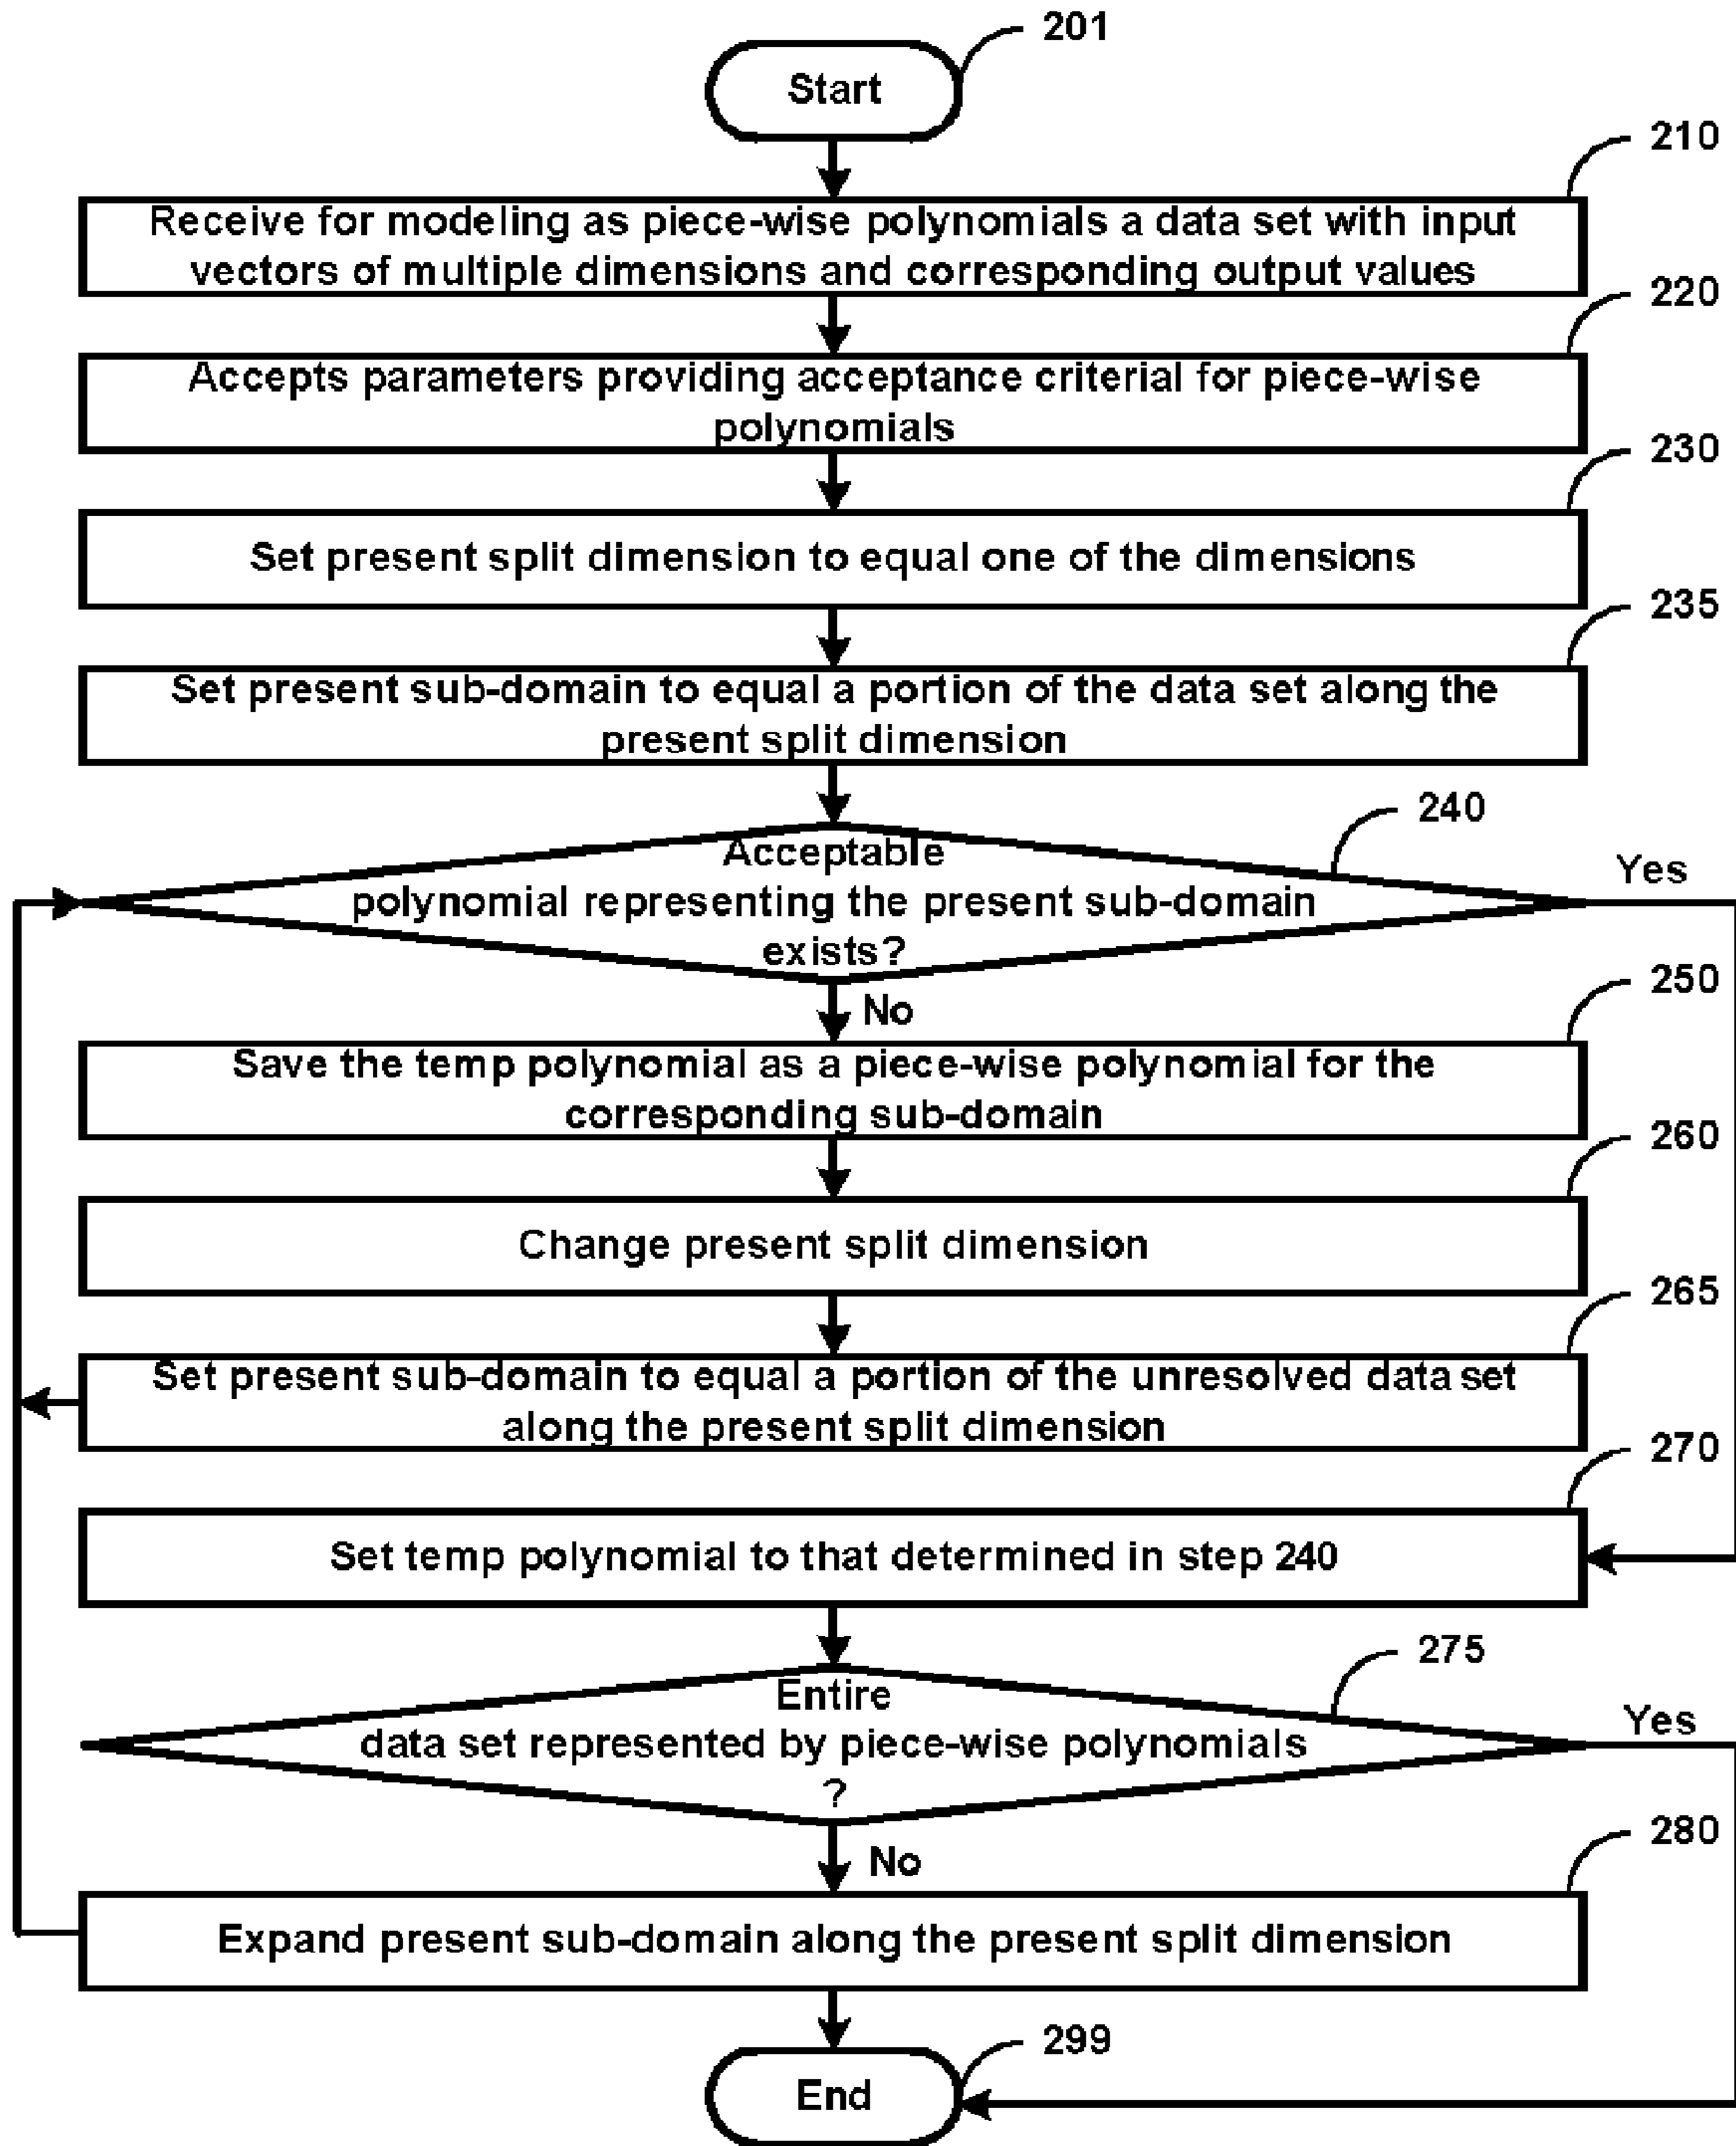 201
Start
210
Receive for modeling as piece-wise polynomials a data set with input
vectors of multiple dimensions and corresponding output values
220
Accepts parameters providing acceptance criterial for piece-wise
polynomials
230
Set present split dimension to equal one of the dimensions
235
Set present sub-domain to equal a portion of the data set along the
present split dimension
240
Acceptable
polynomial representing the present sub-domain
exists?
Yes
No
250
Save the temp polynomial as a piece-wise polynomial for the
corresponding sub-domain
260
Change present split dimension
265
Set present sub-domain to equal a portion of the unresolved data set
along the present split dimension
270
Set temp polynomial to that determined in step 240
275
Entire
data set represented by piece-wise polynomials
?
Yes
No
280
Expand present sub-domain along the present split dimension
299
End